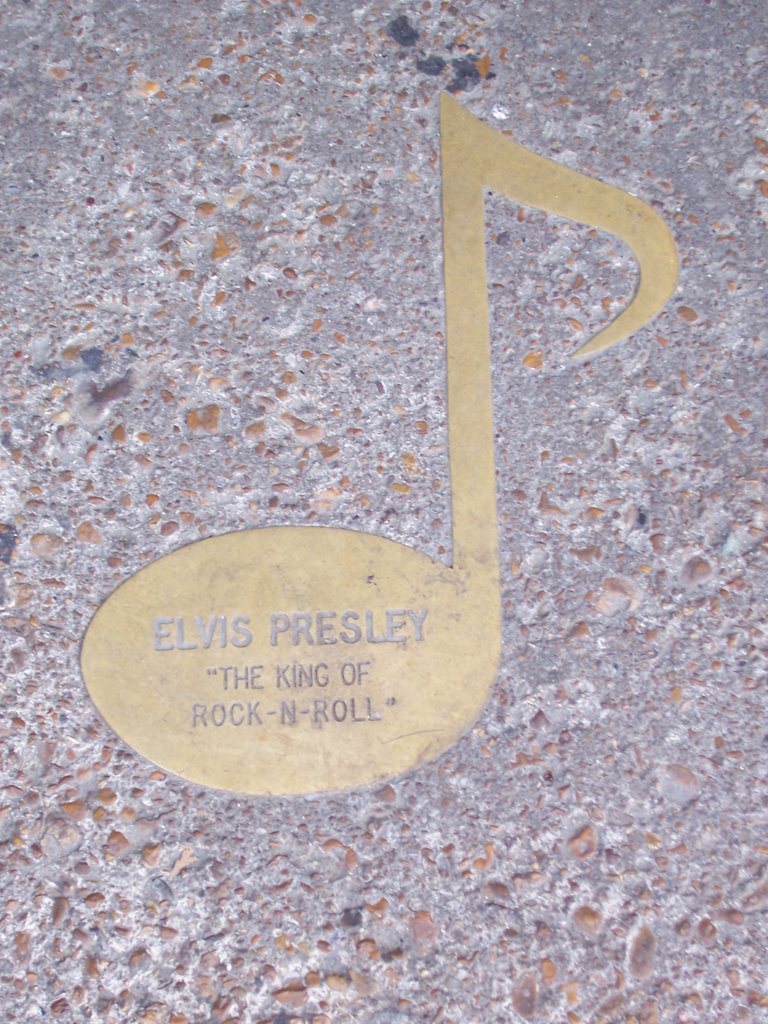 ELVIS PRESLEY
"THE KING OF
ROCK-N-ROLL"